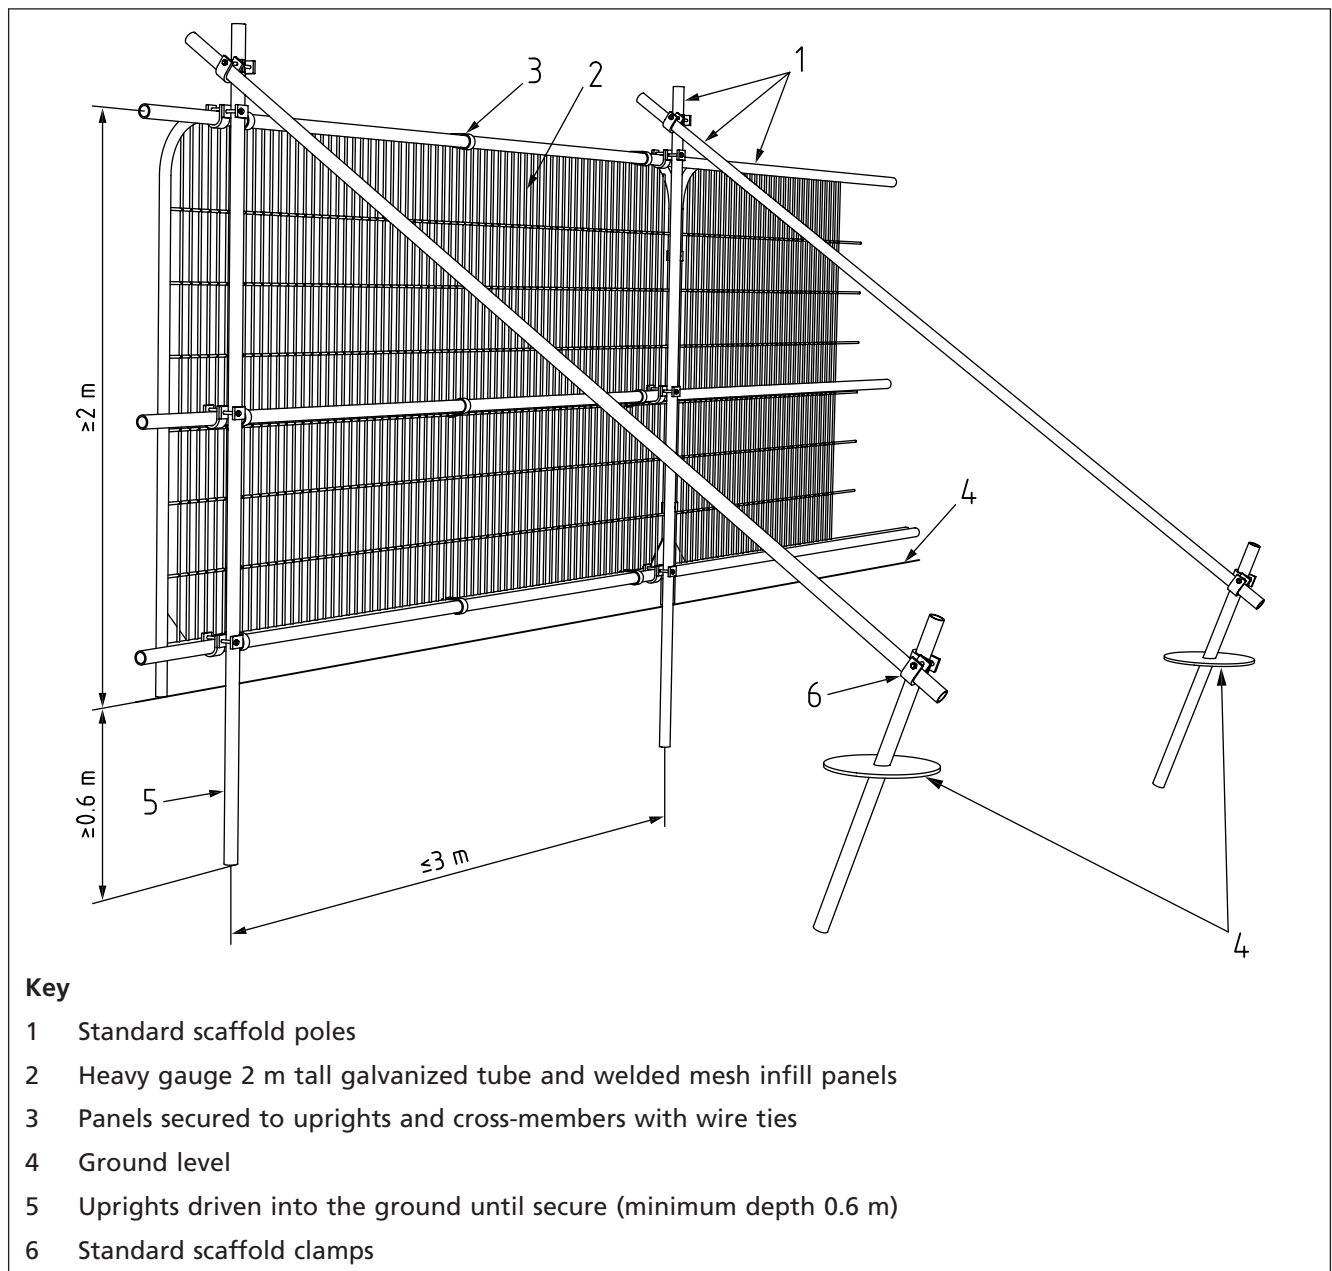 1
3
2
≥2 m
4
6
5
≥0.6 m
≤3 m
4
Key
1 Standard scaffold poles
2 Heavy gauge 2 m tall galvanized tube and welded mesh infill panels
3 Panels secured to uprights and cross-members with wire ties
4 Ground level
5 Uprights driven into the ground until secure (minimum depth 0.6 m)
6 Standard scaffold clamps